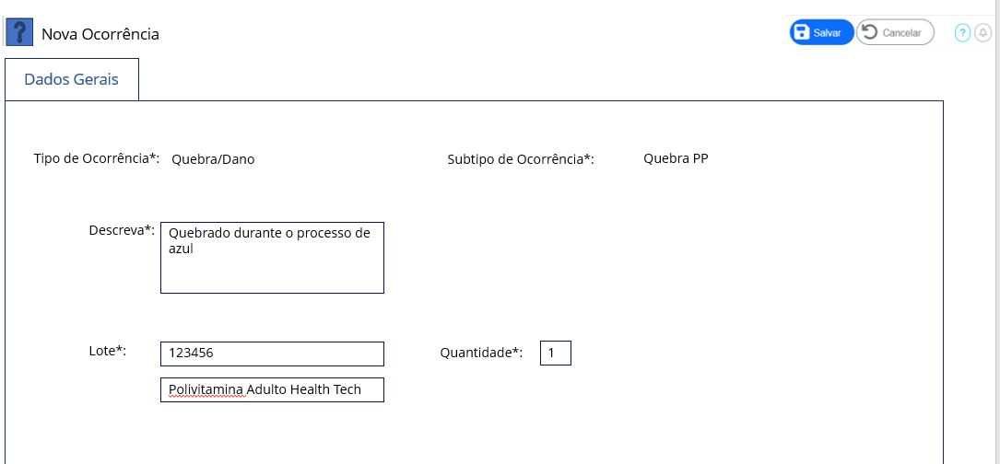 Nova Ocorrência
Salvar
Cancelar
?
Dados Gerais
Tipo de Ocorrência*: Quebra/Dano Subtipo de Ocorrência*: Quebra PP
Descreva*: Quebrado durante o processo de
azul
Lote*: 123456 Quantidade*: 1
Polivitamina Adulto Health Tech